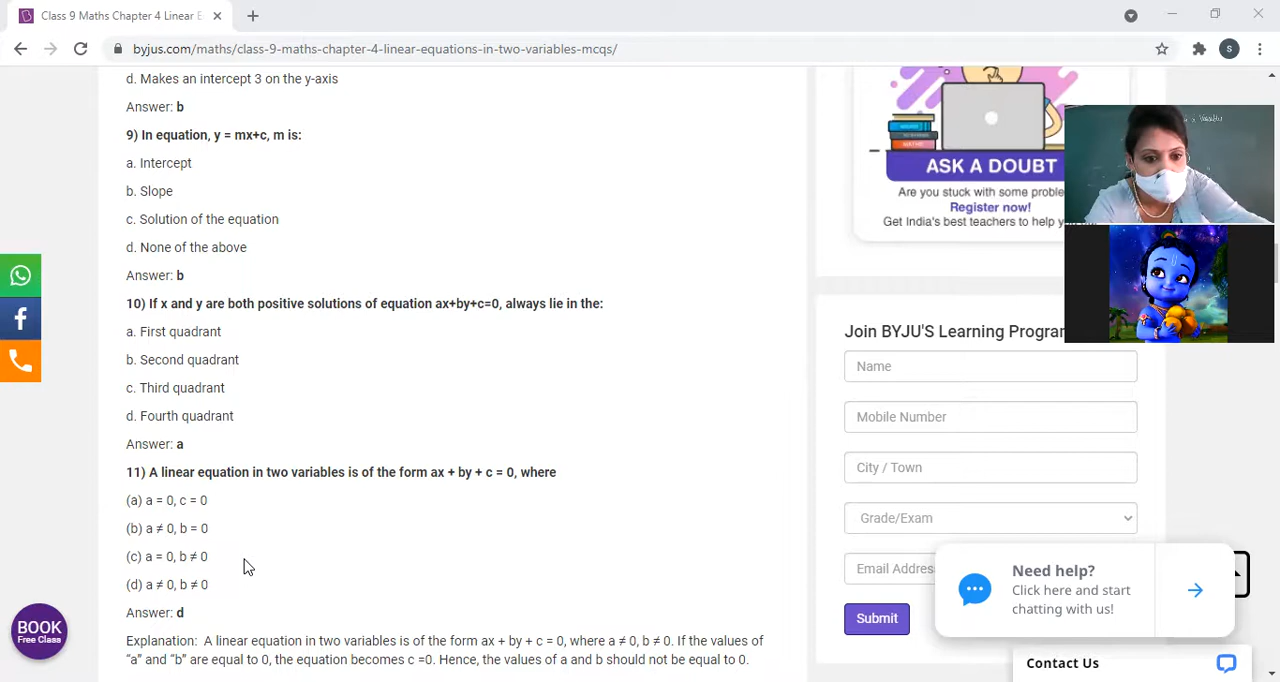 Class 9 Maths Chapter 4 Linear E
byjus.com/maths/class-9-maths-chapter-4-linear-equations-in-two-variables-mcqs/
S
d. Makes an intercept 3 on the y-axis
Answer: b
9) In equation, y = mx+c, m is:
a. Intercept
b. Slope
c. Solution of the equation
d. None of the above
Answer: b
10) If x and y are both positive solutions of equation ax+by+c=0, always lie in the:
a. First quadrant
b. Second quadrant
c. Third quadrant
d. Fourth quadrant
Answer: a
11) A linear equation in two variables is of the form ax + by + c = 0, where
(a) a = 0, c = 0
(b) a ≠ 0, b = 0
(c) a = 0, b ≠ 0
(d) a ≠ 0, b ≠ 0
Answer: d
Explanation: A linear equation in two variables is of the form ax + by + c = 0, where a ≠ 0, b ≠ 0. If the values of
“a” and “b” are equal to 0, the equation becomes c =0. Hence, the values of a and b should not be equal to 0.
BOOK
Free Class
ASK A DOUBT
Are you stuck with some proble
Register now!
Get India's best teachers to help yo
Join BYJU'S Learning Progra
Name
Mobile Number
City / Town
Grade/Exam
Email Addres
Submit
Need help?
Click here and start
chatting with us!
Contact Us